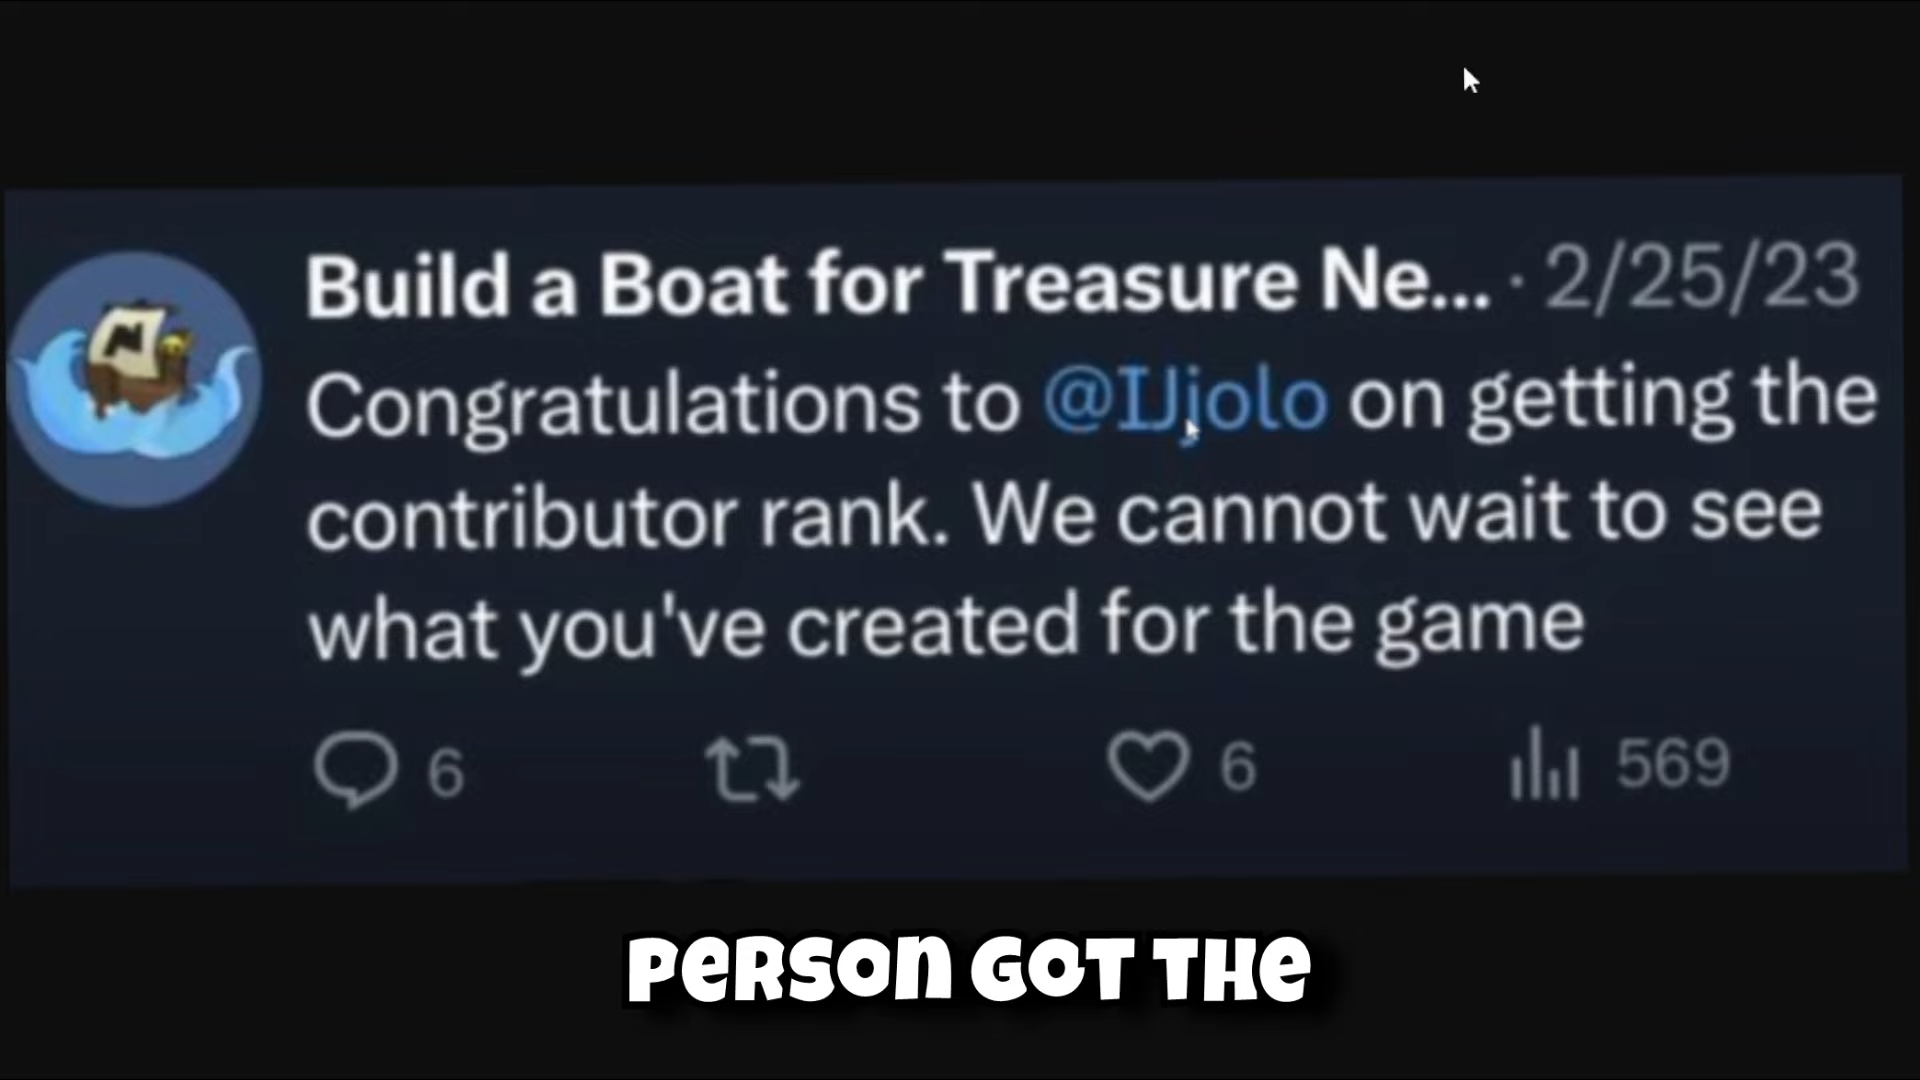 Build a Boat for Treasure Ne... · 2/25/23
Congratulations to @IJjolo on getting the
contributor rank. We cannot wait to see
what you've created for the game
6 6 569
PERSON GOT THE